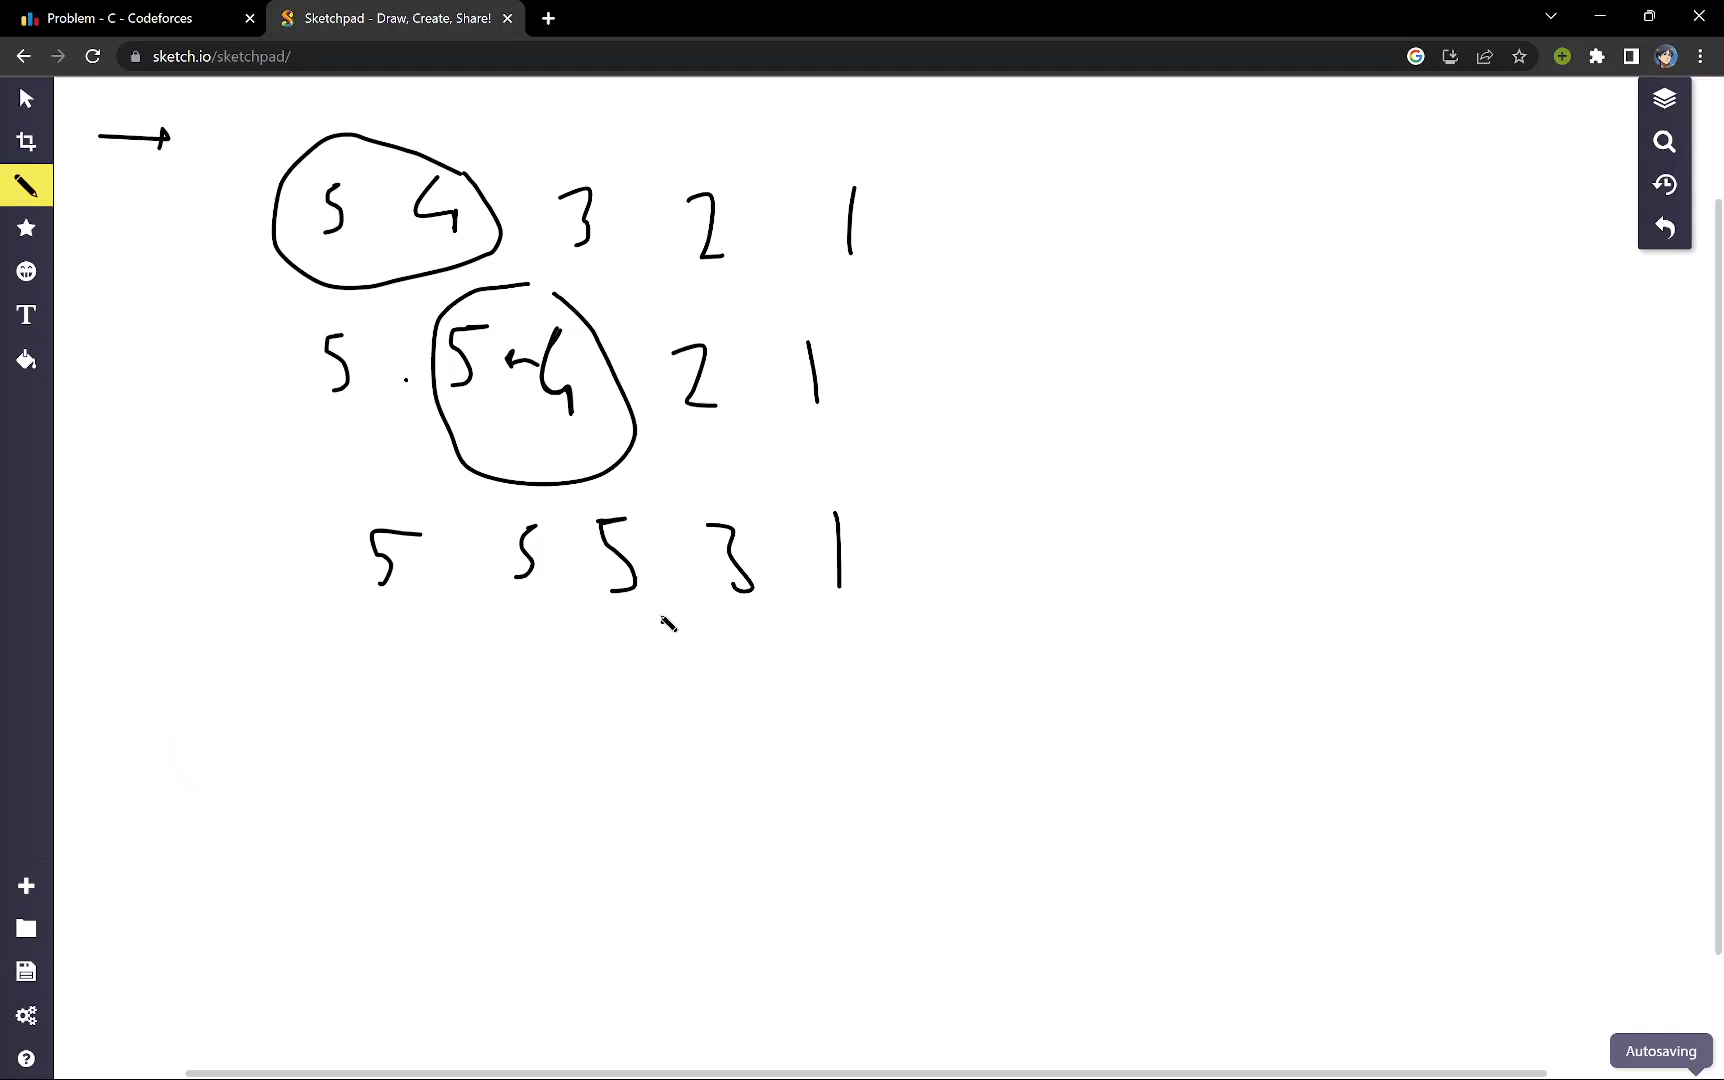 Problem - C - Codeforces
Sketchpad - Draw, Create, Share!
sketch.io/sketchpad/
5 4 3 2 1
5 . 5 ← 4 2 1
5 5 5 3 1
Autosaving